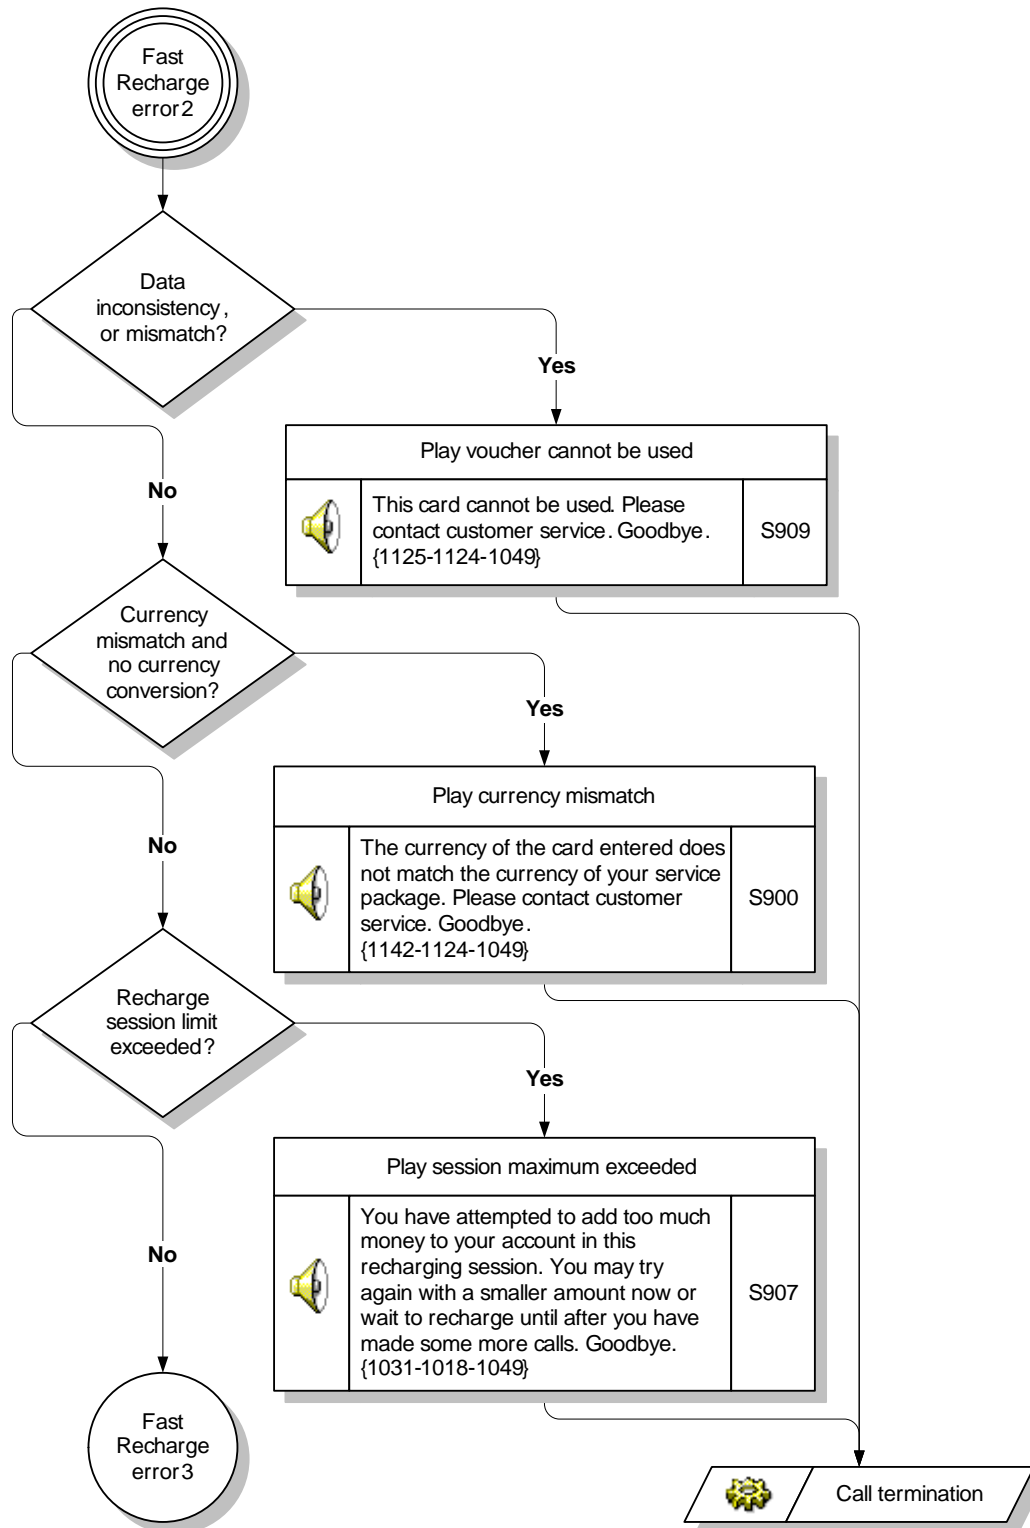 Fast
Recharge
error2
Data
inconsistency,
or mismatch?
Yes
Play voucher cannot be used
This card cannot be used. Please
contact customer service. Goodbye.
{1125-1124-1049}
S909
No
Currency
mismatch and
no currency
conversion?
Yes
Play currency mismatch
The currency of the card entered does
not match the currency of your service
package. Please contact customer
service. Goodbye.
{1142-1124-1049}
S900
No
Recharge
session limit
exceeded?
Yes
Play session maximum exceeded
You have attempted to add too much
money to your account in this
recharging session. You may try
again with a smaller amount now or
wait to recharge until after you have
made some more calls. Goodbye.
{1031-1018-1049}
S907
No
Fast
Recharge
error3
Call termination